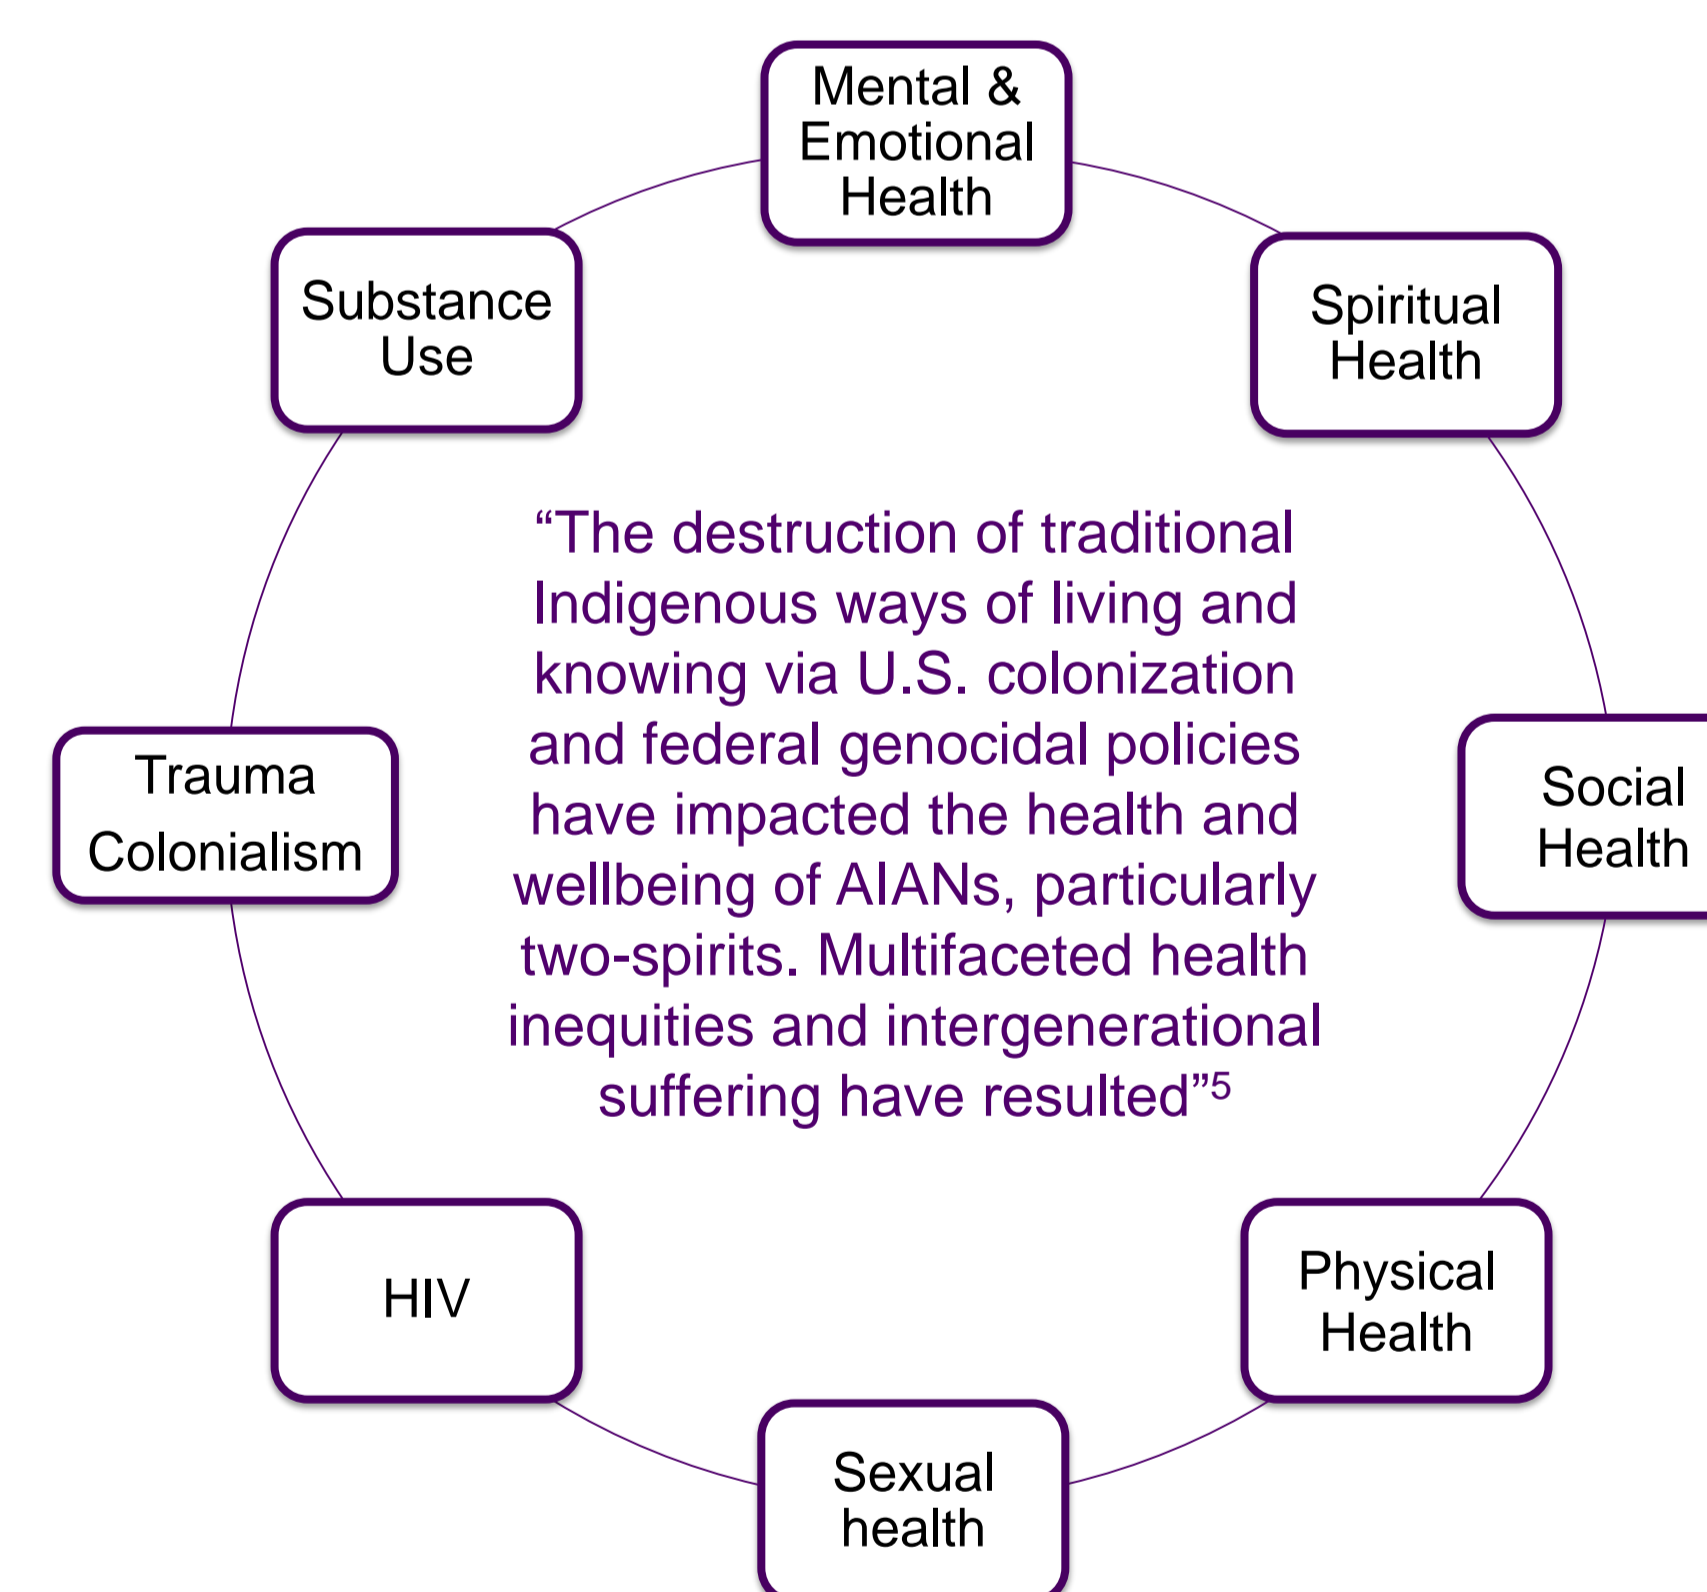 Mental &
Emotional
Health
Substance
Use
Spiritual
Health
“The destruction of traditional
Indigenous ways of living and
knowing via U.S. colonization
and federal genocidal policies
have impacted the health and
wellbeing of AIANs, particularly
two-spirits. Multifaceted health
inequities and intergenerational
suffering have resulted”5
Trauma
Colonialism
Social
Health
HIV
Physical
Health
Sexual
health